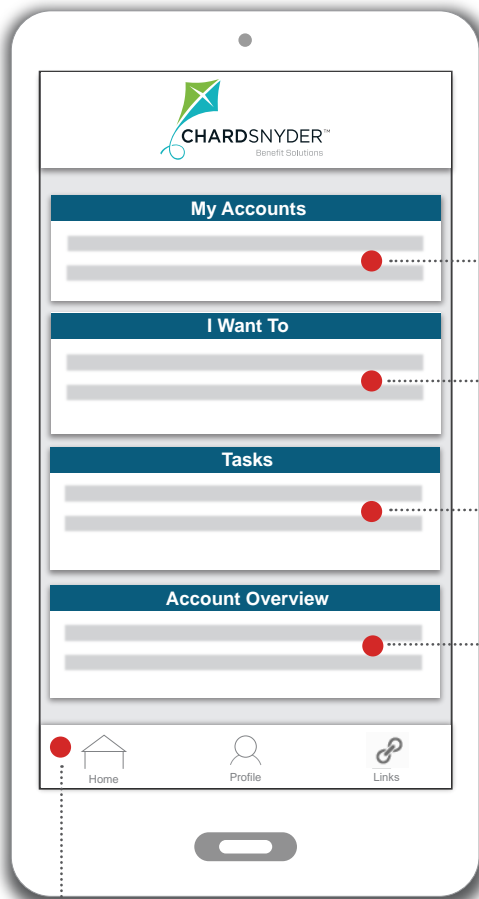 CHARDSNYDER™
Benefit Solutions
My Accounts
I Want To
Tasks
Account Overview
Home
Profile
Links